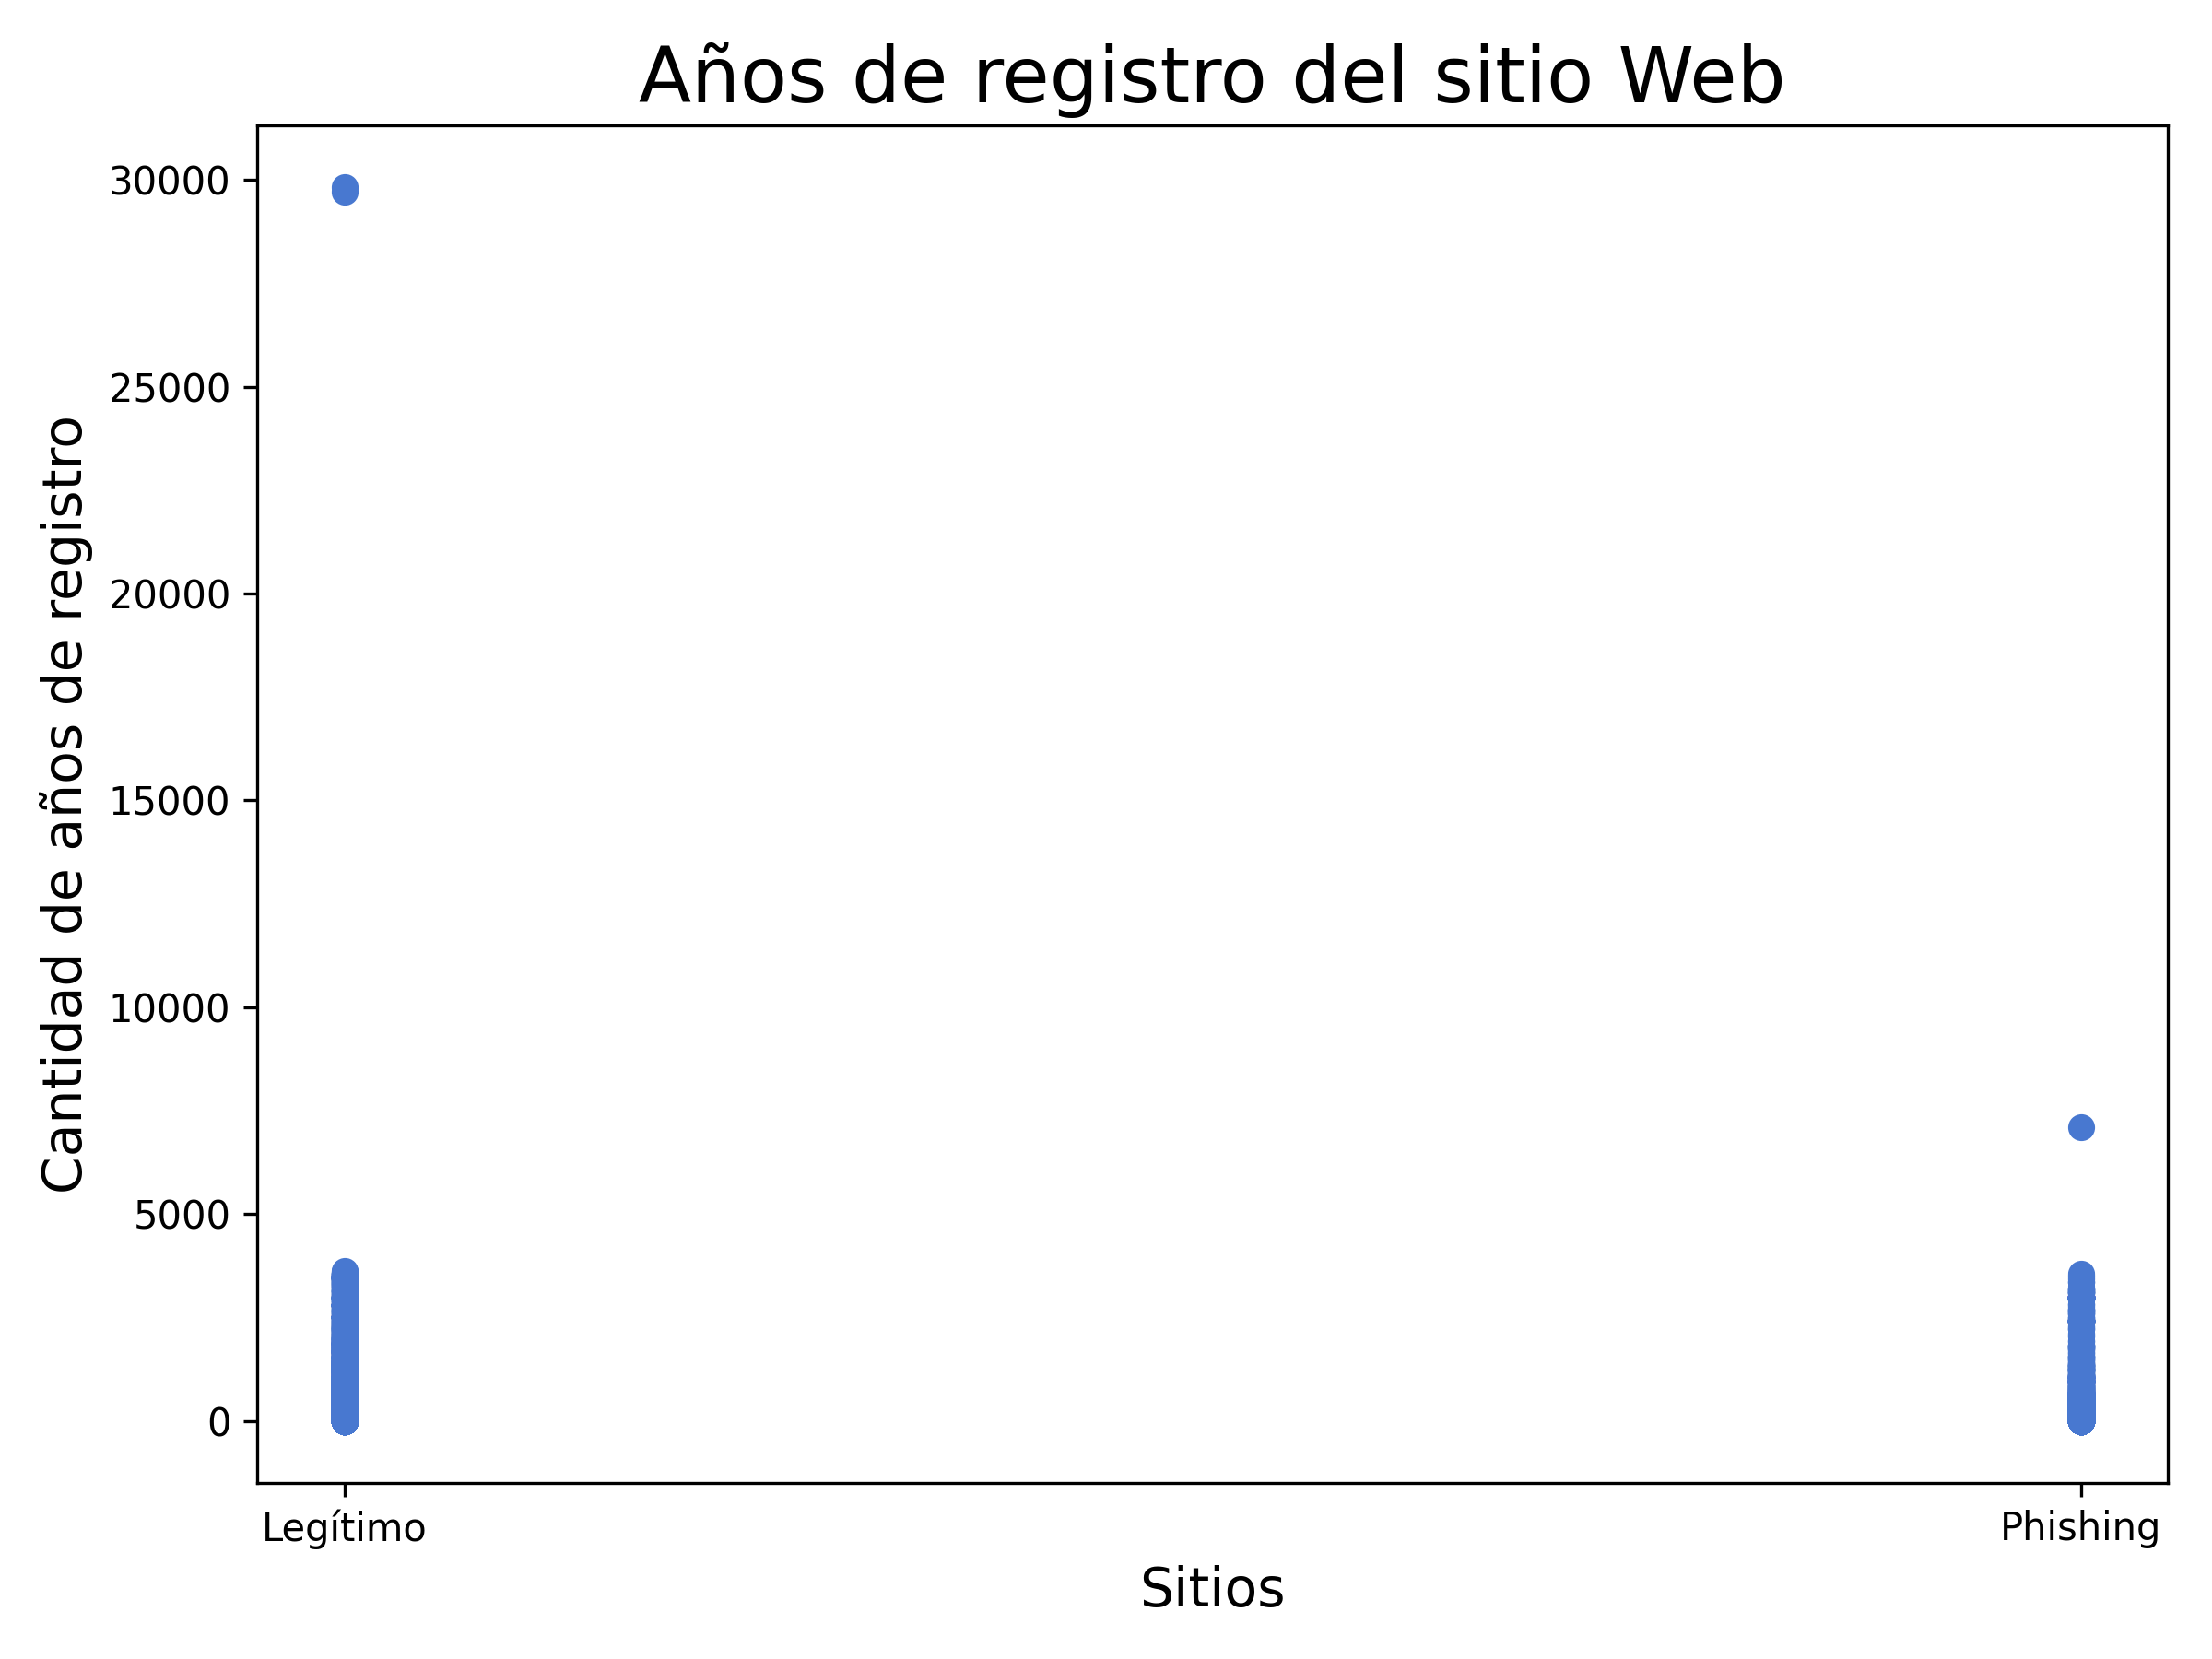 Años de registro del sitio Web
Cantidad de años de registro
30000
25000
20000
15000
10000
5000
0
Legítimo
Phishing
Sitios